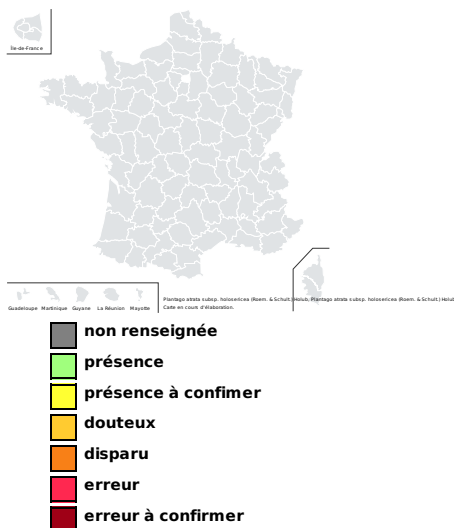 Île-de-France
Guadeloupe Martinique Guyane La Réunion Mayotte
Plantago atrata subsp. holosericea (Roem. & Schult.) Holub, Plantago atrata subsp. holosericea (Roem. & Schult.) Holub
Carte en cours d'élaboration.
non renseignée
présence
présence à confimer
douteux
disparu
erreur
erreur à confirmer